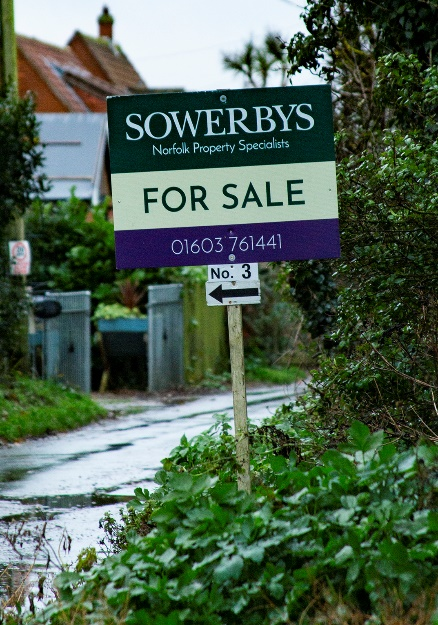 SOWERBYS
Norfolk Property Specialists
FOR SALE
01603 761441
No. 3